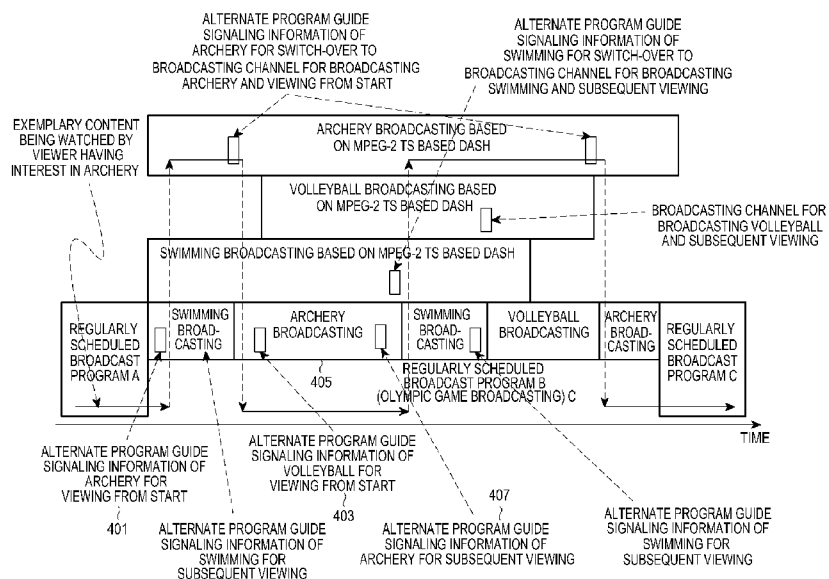 ALTERNATE PROGRAM GUIDE
SIGNALING INFORMATION OF
ARCHERY FOR SWITCH-OVER TO
BROADCASTING CHANNEL FOR BROADCASTING
ARCHERY AND VIEWING FROM START
ALTERNATE PROGRAM GUIDE
SIGNALING INFORMATION OF
SWIMMING FOR SWITCH-OVER TO
BROADCASTING CHANNEL FOR BROADCASTING
SWIMMING AND SUBSEQUENT VIEWING
EXEMPLARY CONTENT
BEING WATCHED BY
VIEWER HAVING
INTEREST IN ARCHERY
ARCHERY BROADCASTING BASED
ON MPEG-2 TS BASED DASH
VOLLEYBALL BROADCASTING BASED
ON MPEG-2 TS BASED DASH
BROADCASTING CHANNEL FOR
BROADCASTING VOLLEYBALL
AND SUBSEQUENT VIEWING
SWIMMING BROADCASTING BASED ON MPEG-2 TS BASED DASH
REGULARLY
SCHEDULED
BROADCAST
PROGRAM A
SWIMMING
BROAD-
CASTING
ARCHERY
BROADCASTING
SWIMMING
BROAD-
CASTING
VOLLEYBALL
BROADCASTING
ARCHERY
BROAD-
CASTING
REGULARLY
SCHEDULED
BROADCAST
PROGRAM C
405
REGULARLY SCHEDULED
BROADCAST PROGRAM B
(OLYMPIC GAME BROADCASTING) C
TIME
ALTERNATE PROGRAM GUIDE
SIGNALING INFORMATION OF
ARCHERY FOR
VIEWING FROM START
401
ALTERNATE PROGRAM GUIDE
SIGNALING INFORMATION OF
VOLLEYBALL FOR
VIEWING FROM START
403
407
ALTERNATE PROGRAM GUIDE
SIGNALING INFORMATION OF
SWIMMING FOR
SUBSEQUENT VIEWING
ALTERNATE PROGRAM GUIDE
SIGNALING INFORMATION OF
ARCHERY FOR SUBSEQUENT VIEWING
ALTERNATE PROGRAM GUIDE
SIGNALING INFORMATION OF
SWIMMING FOR
SUBSEQUENT VIEWING